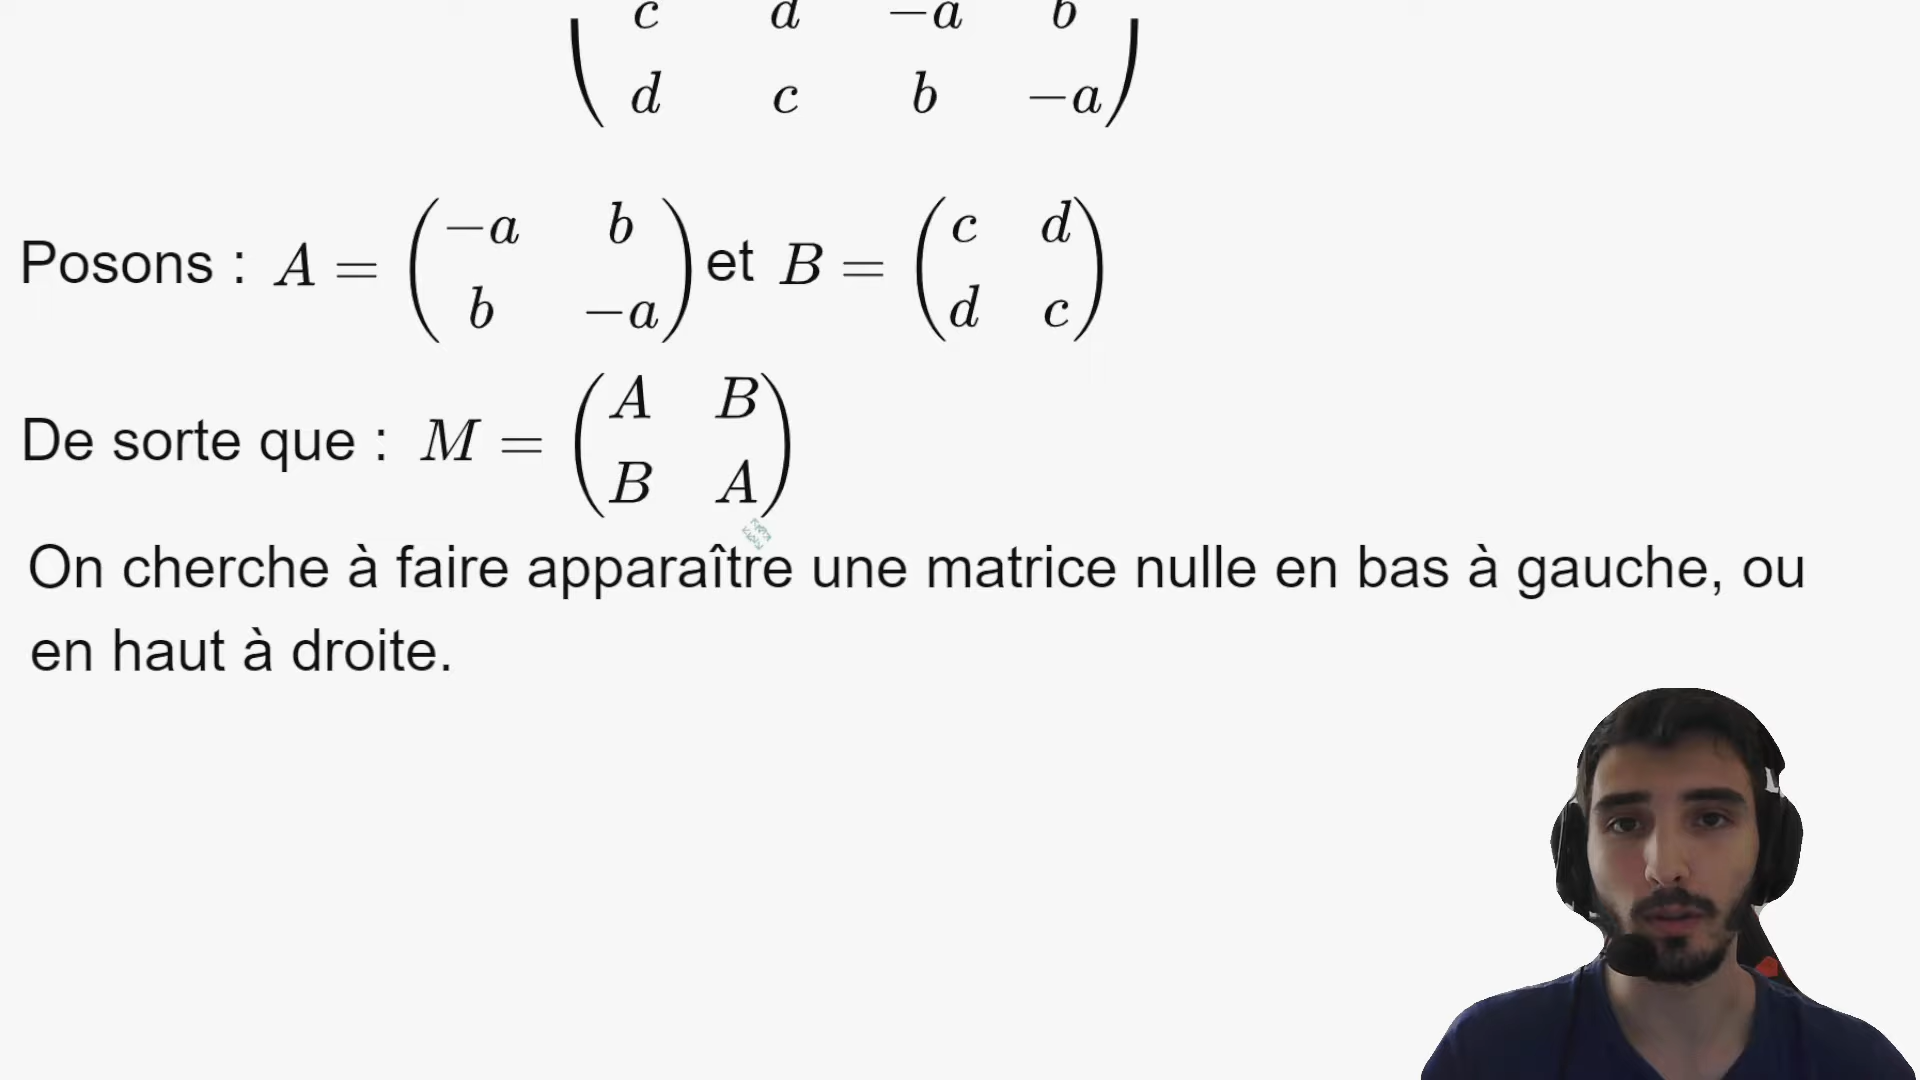 c d −a b
d c b −a
Posons : A = (−a b
b −a) et B = (c d
d c)
De sorte que : M = (A B
B A)
On cherche à faire apparaître une matrice nulle en bas à gauche, ou
en haut à droite.